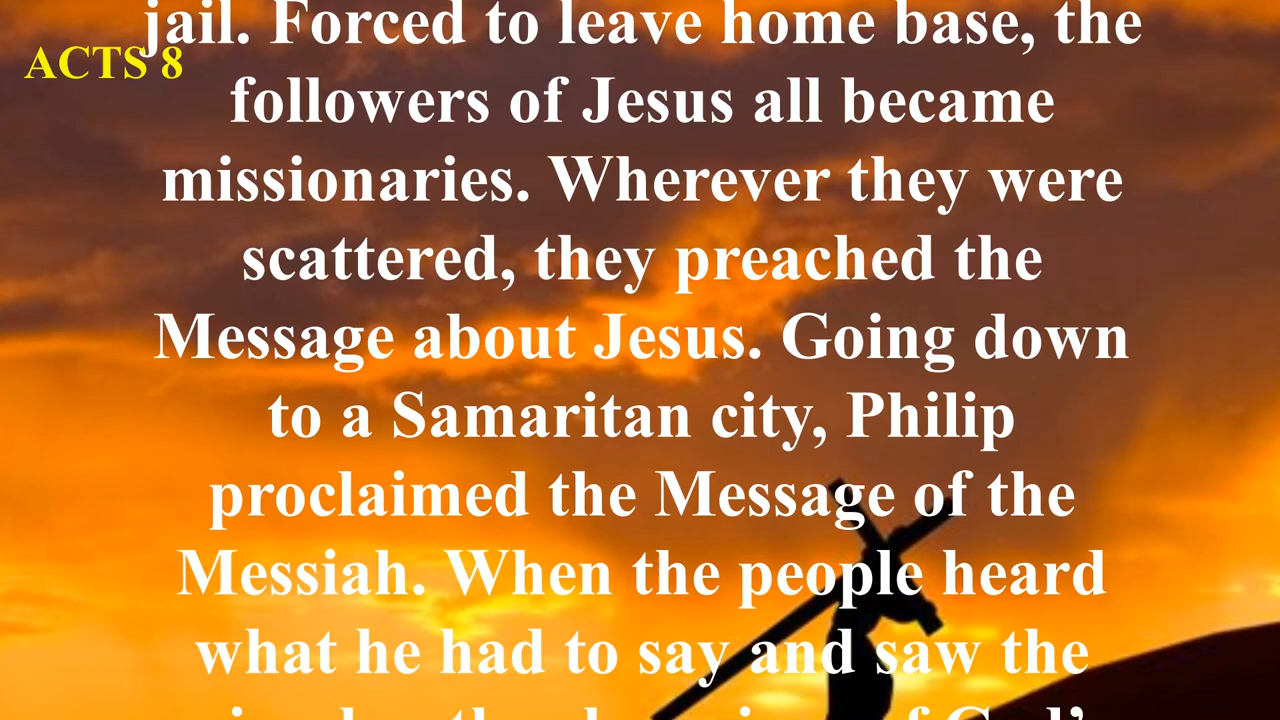 jail. Forced to leave home base, the
ACTS 8
followers of Jesus all became
missionaries. Wherever they were
scattered, they preached the
Message about Jesus. Going down
to a Samaritan city, Philip
proclaimed the Message of the
Messiah. When the people heard
what he had to say and saw the
of God’